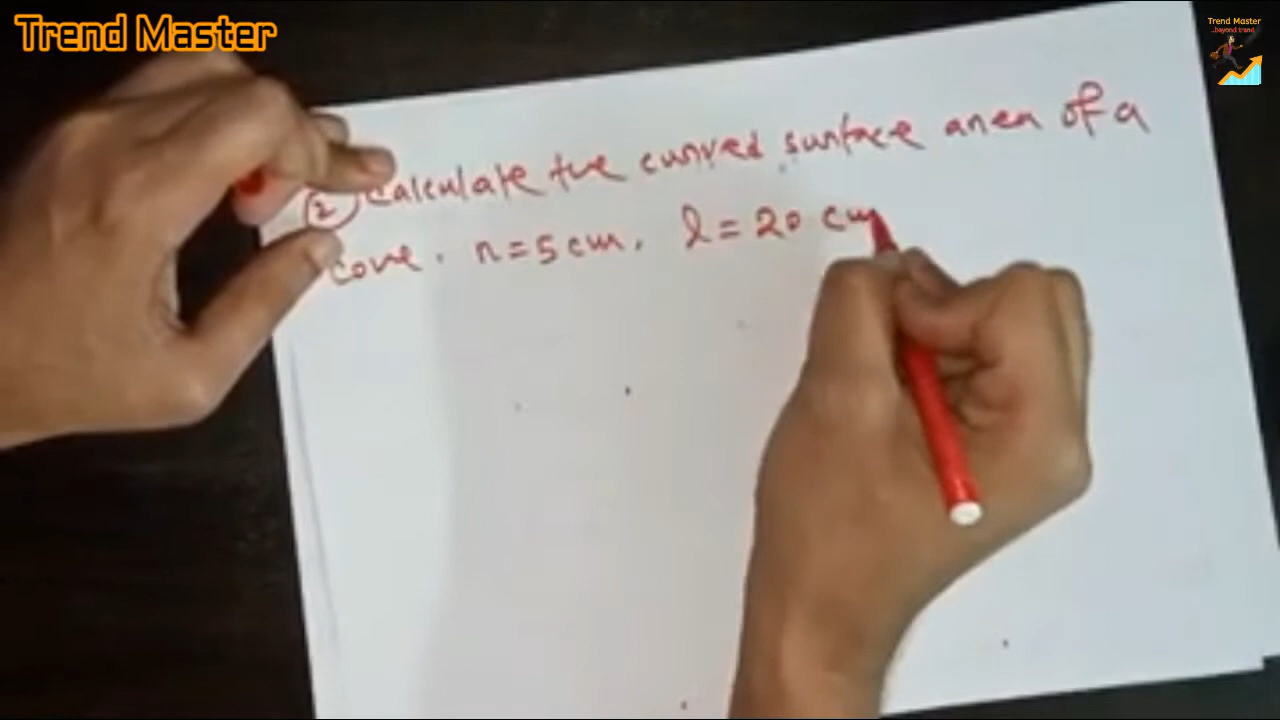 Trend Master
Trend Master
..beyond trend
② Calculate the curved surface area of a
cone. r=5cm, l=20 cm